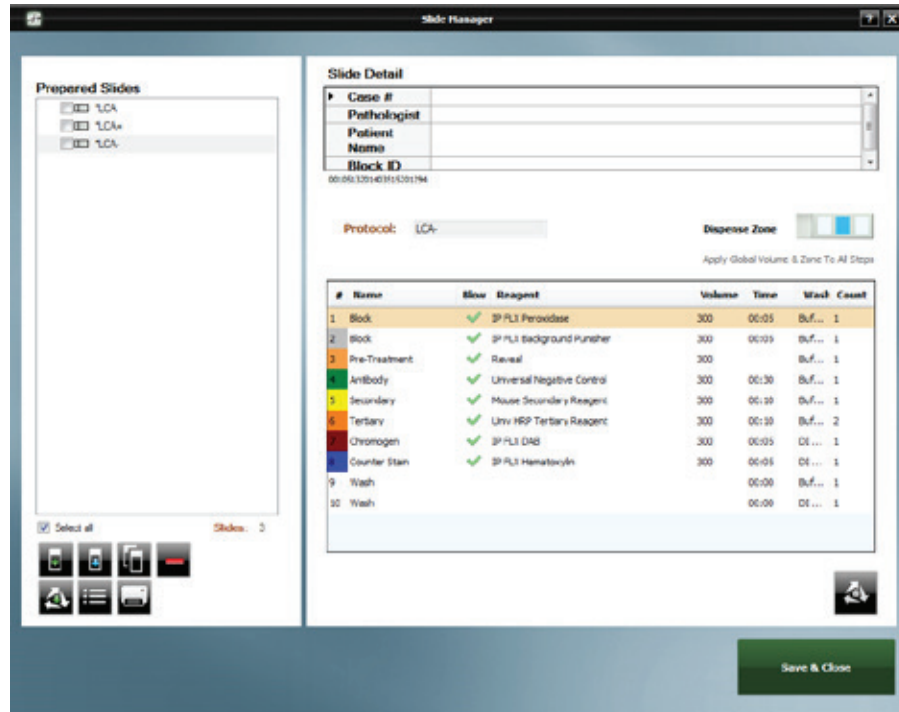 Slide Manager
? X
Prepared Slides
*LCA
*LCA+
*LCA-
Select all
Slides: 3
Slide Detail
Case #
Pathologist
Patient
Name
Block ID
Protocol: LCA-
Dispense Zone
Apply Global Volume & Zone To All Steps
# Name Blow Reagent Volume Time Wash Count
1 Block IP FLX Peroxidase 300 00:05 Buf... 1
2 Block IP FLX Background Punisher 300 00:05 Buf... 1
3 Pre-Treatment Reveal 300 Buf... 1
4 Antibody Universal Negative Control 300 00:30 Buf... 1
5 Secondary Mouse Secondary Reagent 300 00:10 Buf... 1
6 Tertiary Univ HRP Tertiary Reagent 300 00:10 Buf... 2
7 Chromogen IP FLX DAB 300 00:05 DI ... 1
8 Counter Stain IP FLX Hematoxylin 300 00:05 DI ... 1
9 Wash 00:00 Buf... 1
10 Wash 00:00 DI ... 1
Save & Close